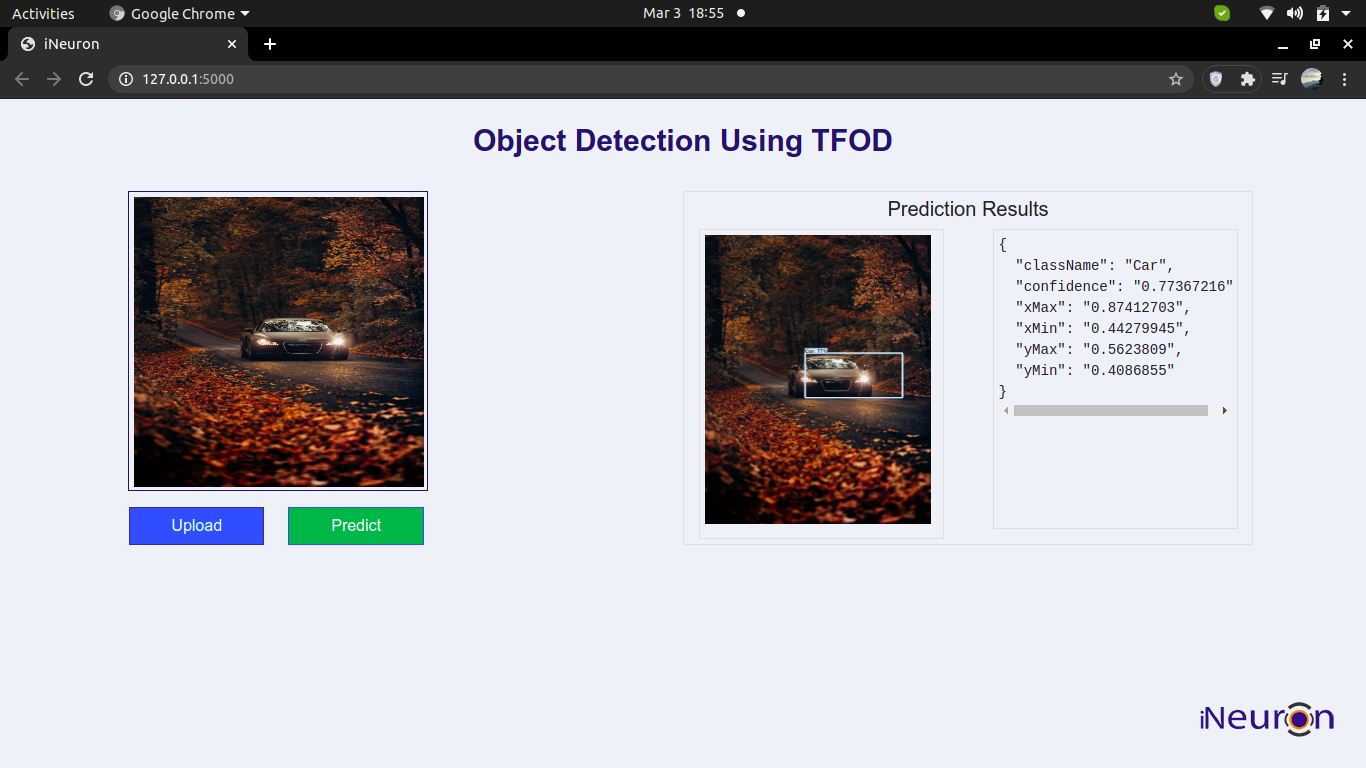 Activities
Google Chrome
Mar 3 18:55
iNeuron
127.0.0.1:5000
Object Detection Using TFOD
Upload
Predict
Prediction Results
Car: 77%
{
"className": "Car",
"confidence": "0.77367216"
"xMax": "0.87412703",
"xMin": "0.44279945",
"yMax": "0.5623809",
"yMin": "0.4086855"
}
iNeuron